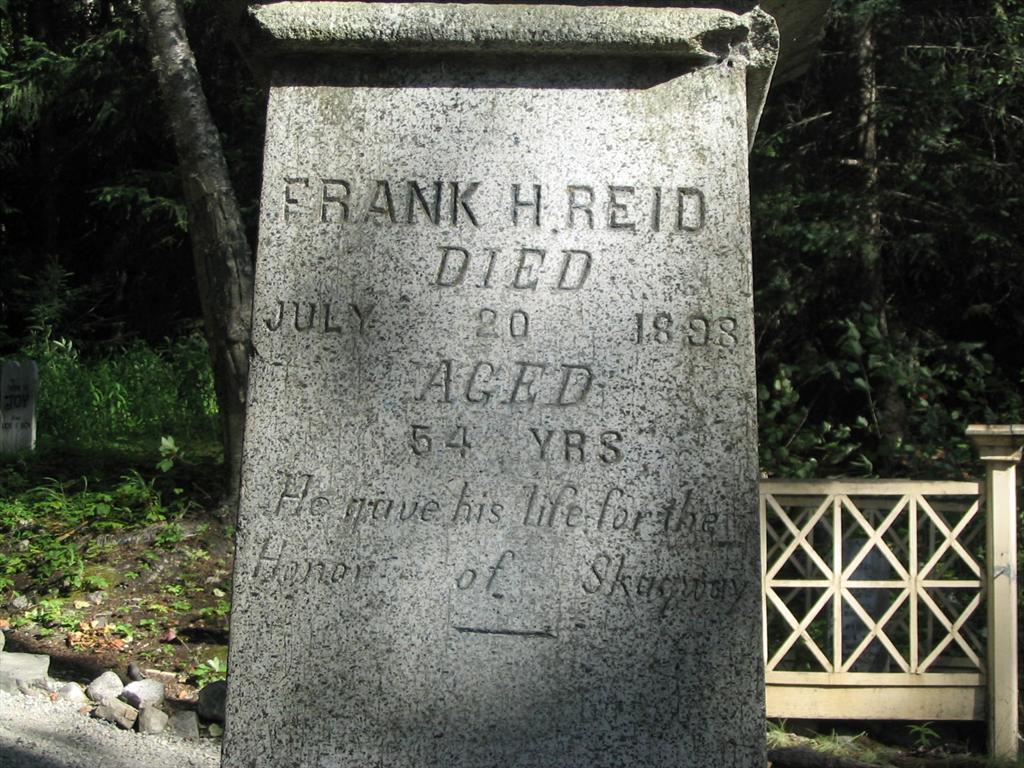 FRANK H. REID
DIED
JULY 20 1898
AGED
54 YRS
He gave his life for the
Honor of Skagway